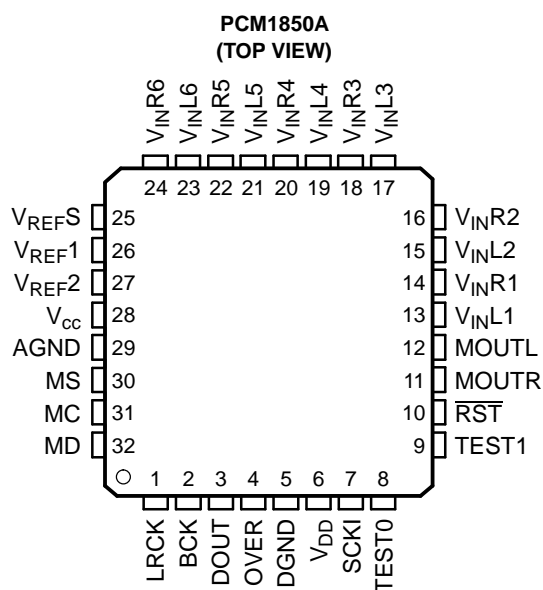 PCM1850A
(TOP VIEW)
VINR6 VINL6 VINR5 VINL5 VINR4 VINL4 VINR3 VINL3
24 23 22 21 20 19 18 17
VREFS 25 16 VINR2
VREF1 26 15 VINL2
VREF2 27 14 VINR1
Vcc 28 13 VINL1
AGND 29 12 MOUTL
MS 30 11 MOUTR
MC 31 10 RST
MD 32 9 TEST1
1 2 3 4 5 6 7 8
LRCK BCK DOUT OVER DGND VDD SCKI TEST0